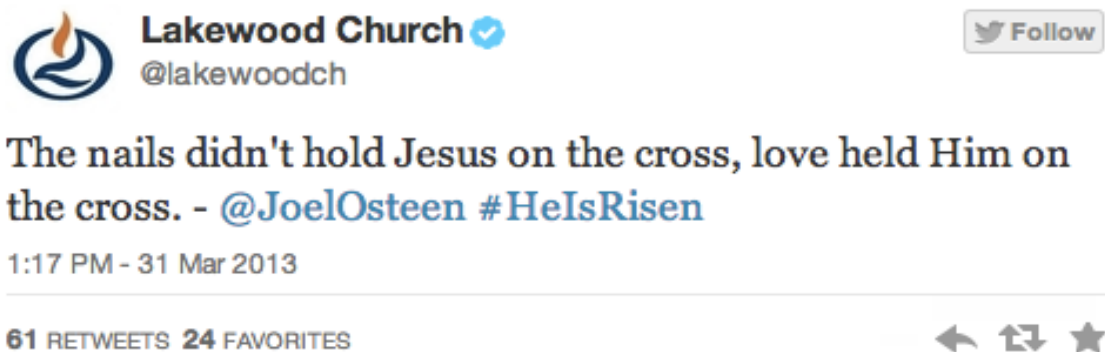 Lakewood Church
Follow
@lakewoodch
The nails didn't hold Jesus on the cross, love held Him on
the cross. - @JoelOsteen #HeIsRisen
1:17 PM - 31 Mar 2013
61 RETWEETS 24 FAVORITES